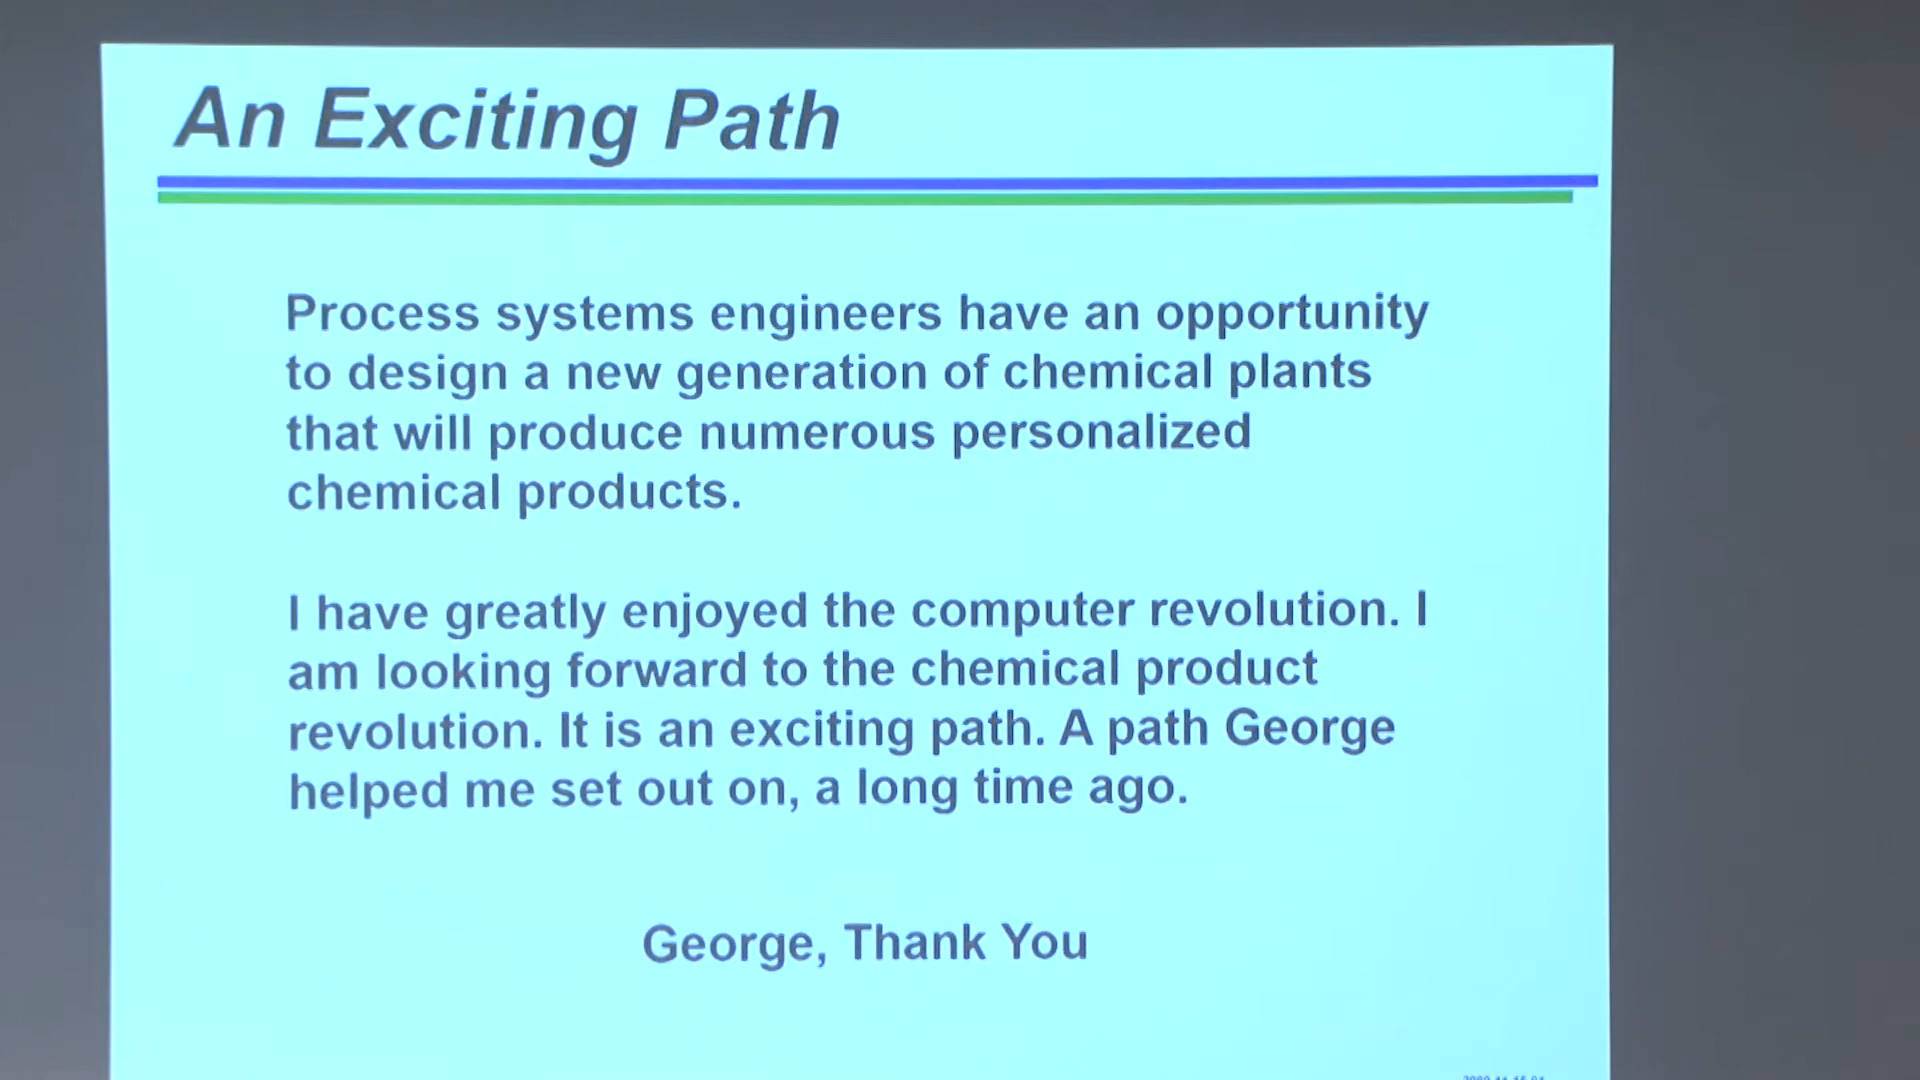 An Exciting Path
Process systems engineers have an opportunity
to design a new generation of chemical plants
that will produce numerous personalized
chemical products.
I have greatly enjoyed the computer revolution. I
am looking forward to the chemical product
revolution. It is an exciting path. A path George
helped me set out on, a long time ago.
George, Thank You